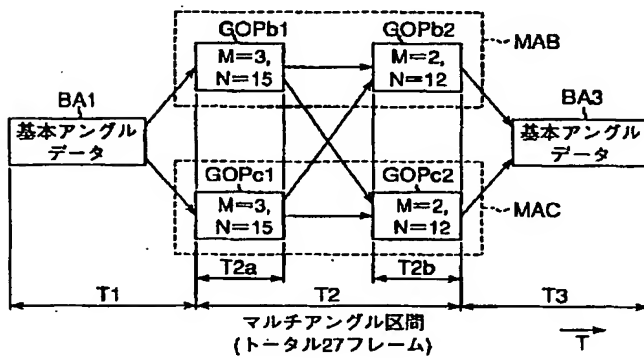 GOPb1
GOPb2
MAB
M=3,
N=15
M=2,
N=12
BA1
基本アングル
データ
BA3
基本アングル
データ
GOPc1
GOPc2
M=3,
N=15
M=2,
N=12
MAC
T2a
T2b
T1
T2
T3
マルチアングル区間
(トータル27フレーム)
T